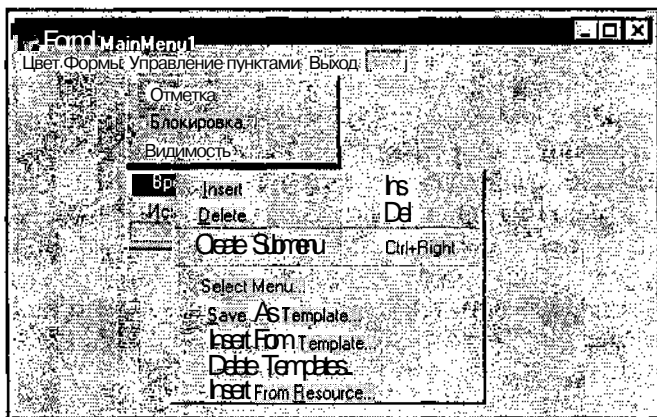 Form1.MainMenu1
Цвет Формы Управление пунктами Выход
Отметка
Блокировка
Видимость
Insert Ins
Delete Del
Create Submenu Ctrl+Right
Select Menu...
Save As Template...
Insert From Template...
Delete Templates...
Insert From Resource...